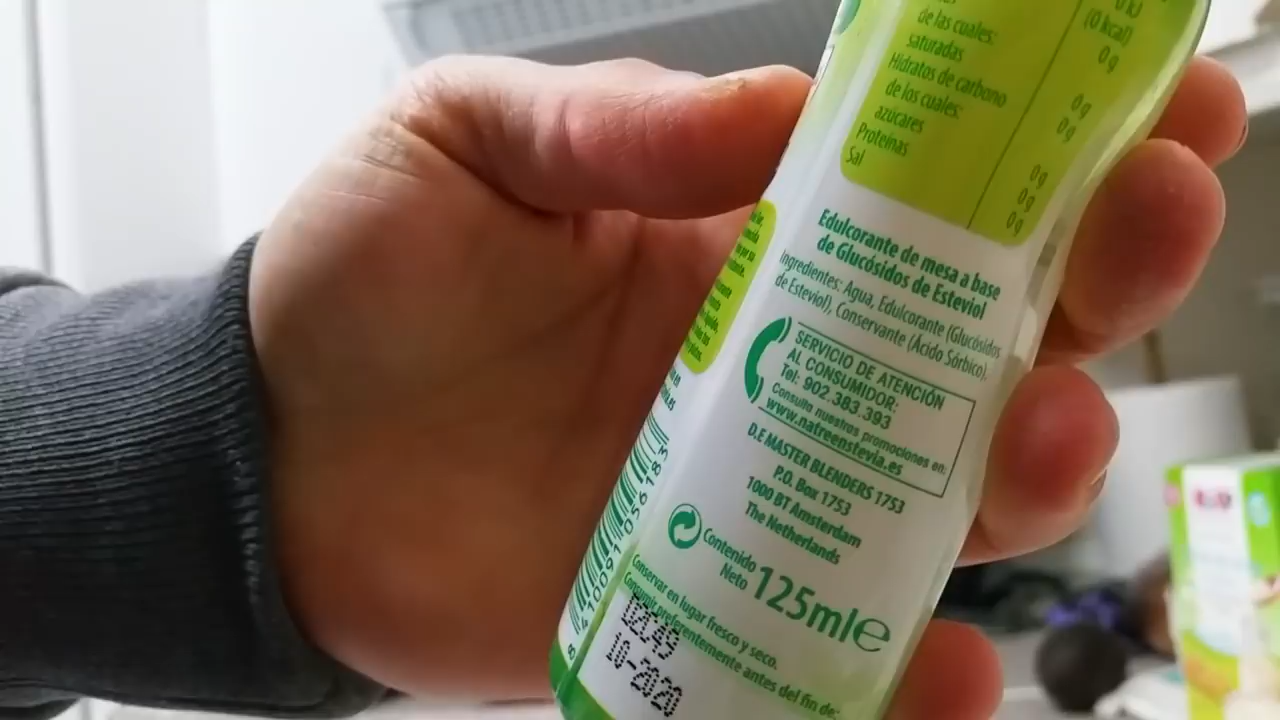 de las cuales:
saturadas
Hidratos de carbono
de los cuales:
azúcares
Proteínas
Sal
(0 kcal)
0 g
0 g
0 g
0 g
0 g
0 g
Edulcorante de mesa a base
de Glucósidos de Esteviol
Ingredientes: Agua, Edulcorante (Glucósidos
de Esteviol), Conservante (Ácido Sórbico).
SERVICIO DE ATENCIÓN
AL CONSUMIDOR:
Tel: 902.383.393
Consulta nuestras promociones en:
www.natreenstevia.es
D.E MASTER BLENDERS 1753
P.O. Box 1753
1000 BT Amsterdam
The Netherlands
Contenido
Neto 125ml e
Conservar en lugar fresco y seco.
Consumir preferentemente antes del fin de:
02L49
10-2020